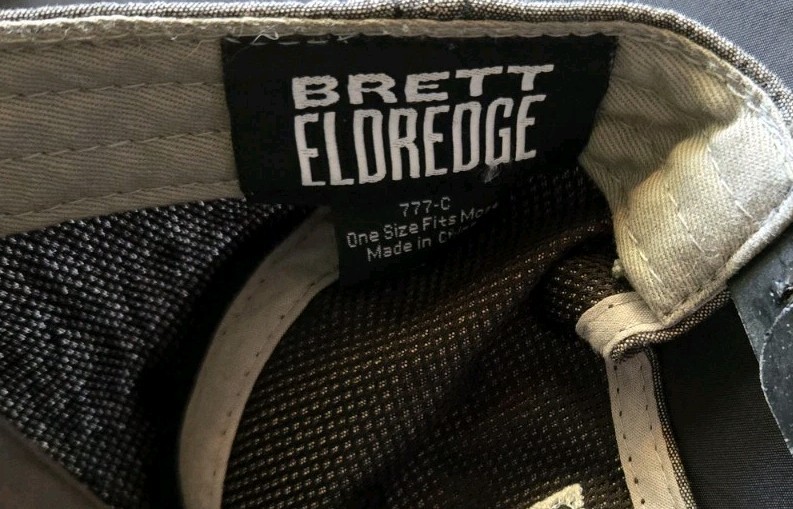 BRETT
ELDREDGE
777-C
One Size Fits
Made in